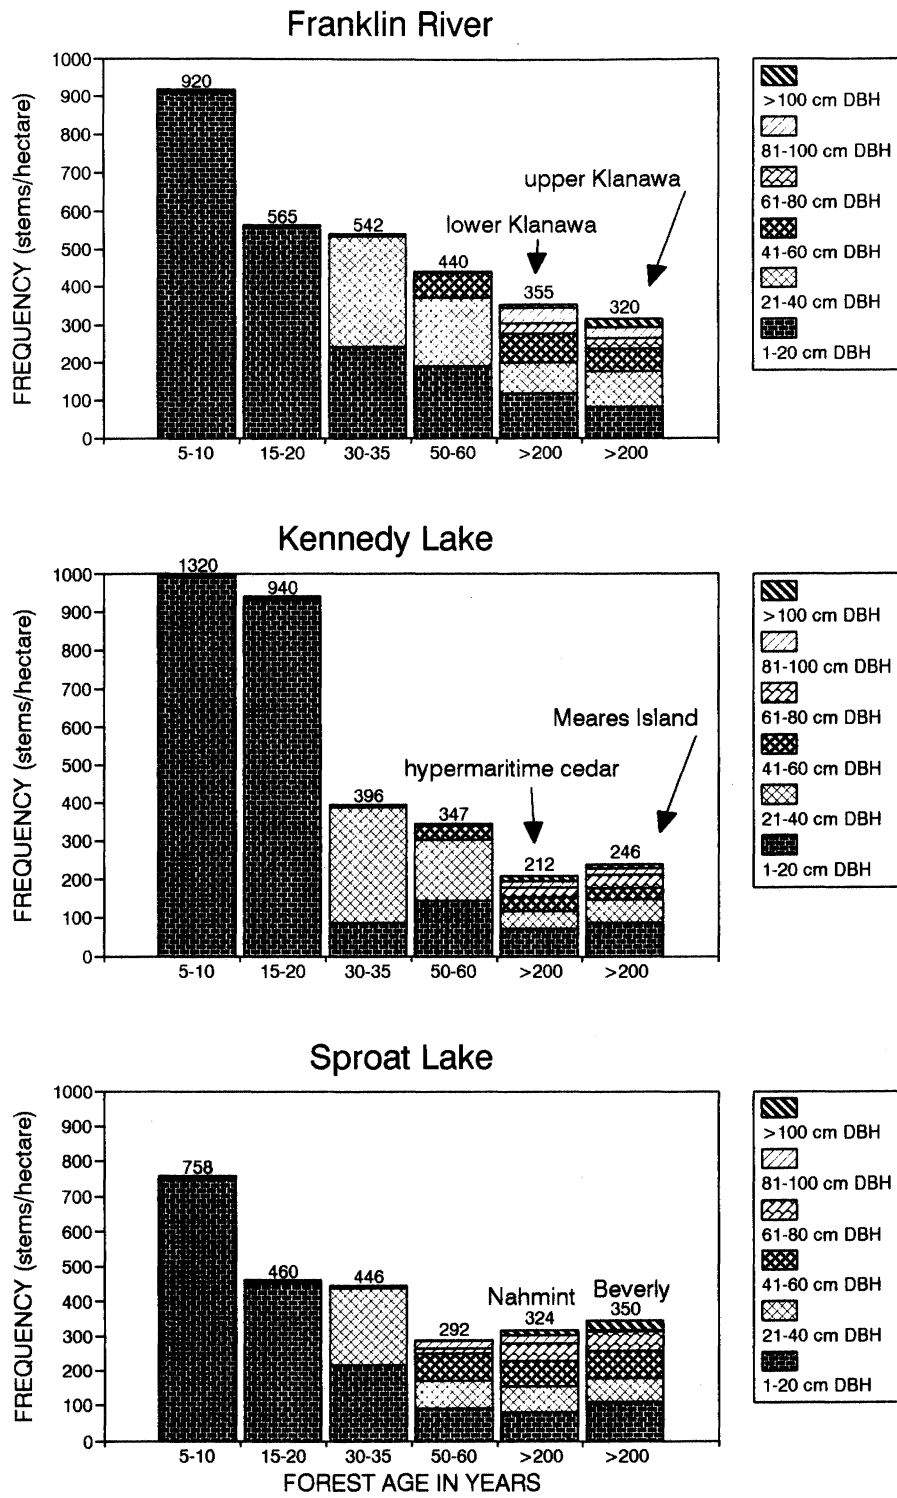 Franklin River
FREQUENCY (stems/hectare)
1000
900
800
700
600
500
400
300
200
100
0
920
565
542
440
355
320
lower Klanawa
upper Klanawa
5-10
15-20
30-35
50-60
>200
>200
>100 cm DBH
81-100 cm DBH
61-80 cm DBH
41-60 cm DBH
21-40 cm DBH
1-20 cm DBH
Kennedy Lake
FREQUENCY (stems/hectare)
1000
900
800
700
600
500
400
300
200
100
0
1320
940
396
347
212
246
hypermaritime cedar
Meares Island
5-10
15-20
30-35
50-60
>200
>200
>100 cm DBH
81-100 cm DBH
61-80 cm DBH
41-60 cm DBH
21-40 cm DBH
1-20 cm DBH
Sproat Lake
FREQUENCY (stems/hectare)
1000
900
800
700
600
500
400
300
200
100
0
758
460
446
292
Nahmint
324
Beverly
350
5-10
15-20
30-35
50-60
>200
>200
FOREST AGE IN YEARS
>100 cm DBH
81-100 cm DBH
61-80 cm DBH
41-60 cm DBH
21-40 cm DBH
1-20 cm DBH